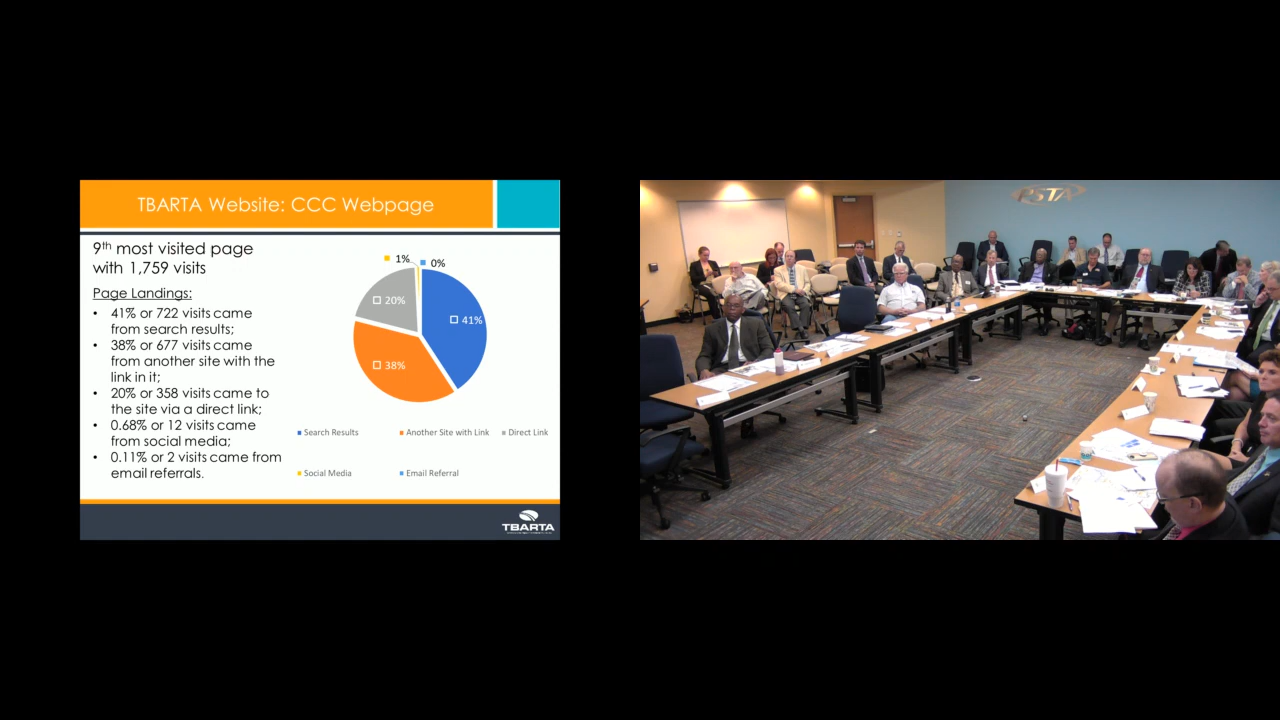 TBARTA Website: CCC Webpage
9th most visited page
with 1,759 visits
Page Landings:
• 41% or 722 visits came
from search results;
• 38% or 677 visits came
from another site with the
link in it;
• 20% or 358 visits came to
the site via a direct link;
• 0.68% or 12 visits came
from social media;
• 0.11% or 2 visits came from
email referrals.
1%
0%
20%
41%
38%
Search Results
Another Site with Link
Direct Link
Social Media
Email Referral
TBARTA
PSTA